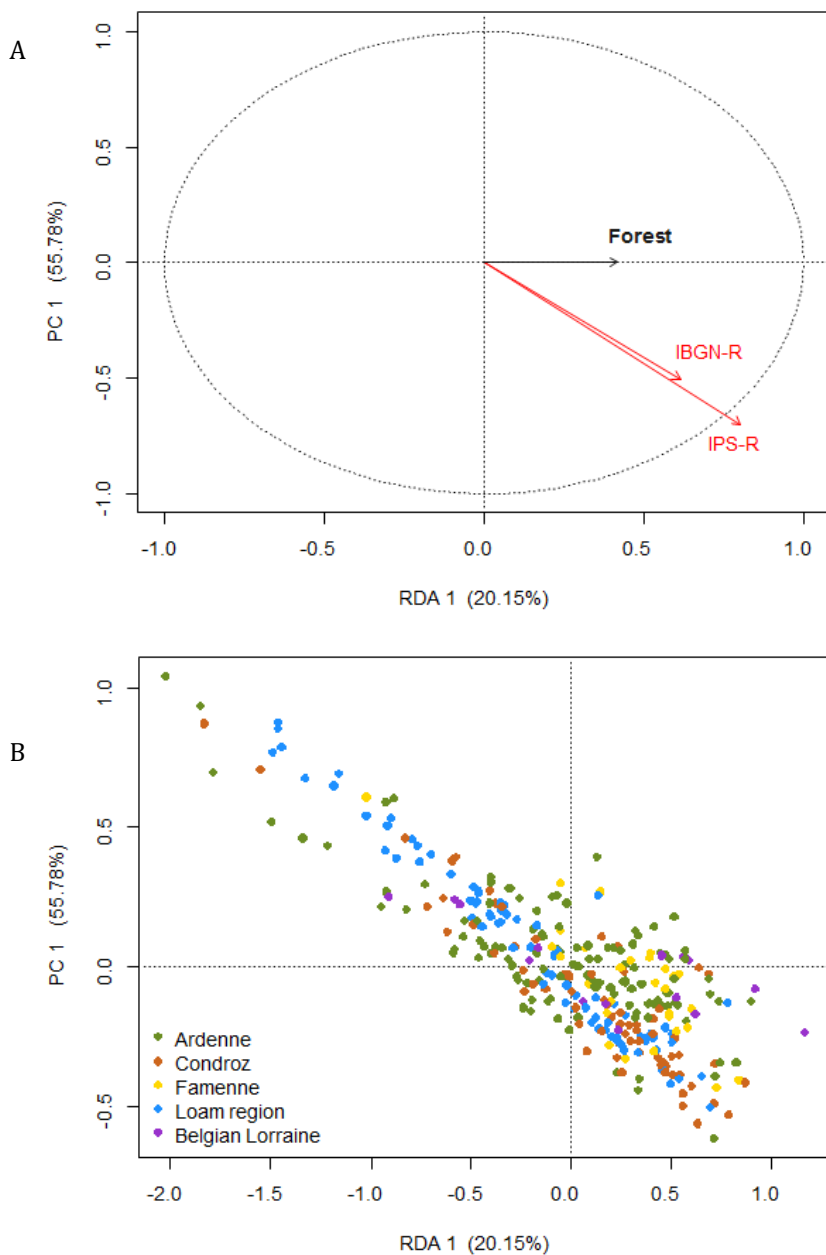 A
1.0
0.5
0.0
-0.5
-1.0
PC 1 (55.78%)
Forest
IBGN-R
IPS-R
-1.0 -0.5 0.0 0.5 1.0
RDA 1 (20.15%)
B
1.0
0.5
0.0
-0.5
PC 1 (55.78%)
Ardenne
Condroz
Famenne
Loam region
Belgian Lorraine
-2.0 -1.5 -1.0 -0.5 0.0 0.5 1.0
RDA 1 (20.15%)